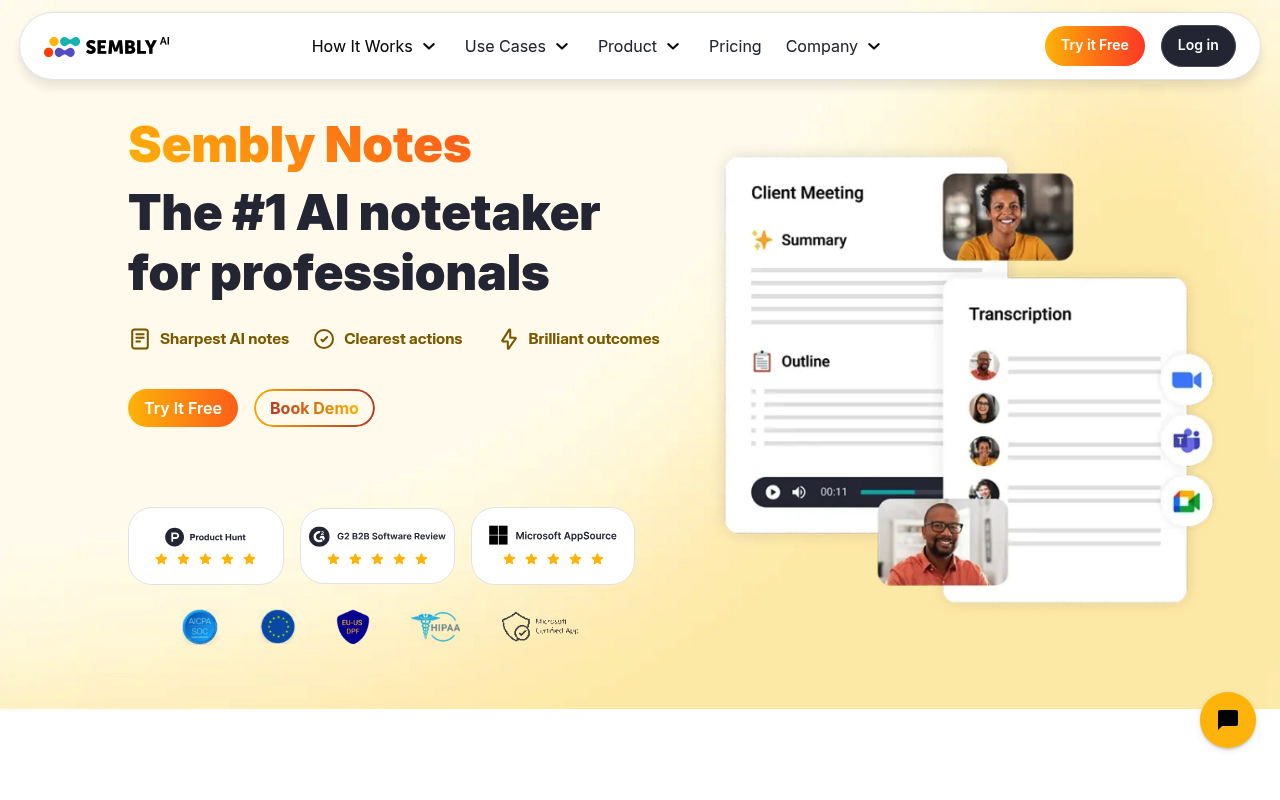 SEMBLY AI
How It Works
Use Cases
Product
Pricing
Company
Try it Free
Log in
Sembly Notes
The #1 AI notetaker
for professionals
Sharpest AI notes
Clearest actions
Brilliant outcomes
Try It Free
Book Demo
Client Meeting
Summary
Outline
00:11
Transcription
Product Hunt
G2 B2B Software Review
Microsoft AppSource
AICPA
SOC
EU-US
DPF
HIPAA
Microsoft
Certified App